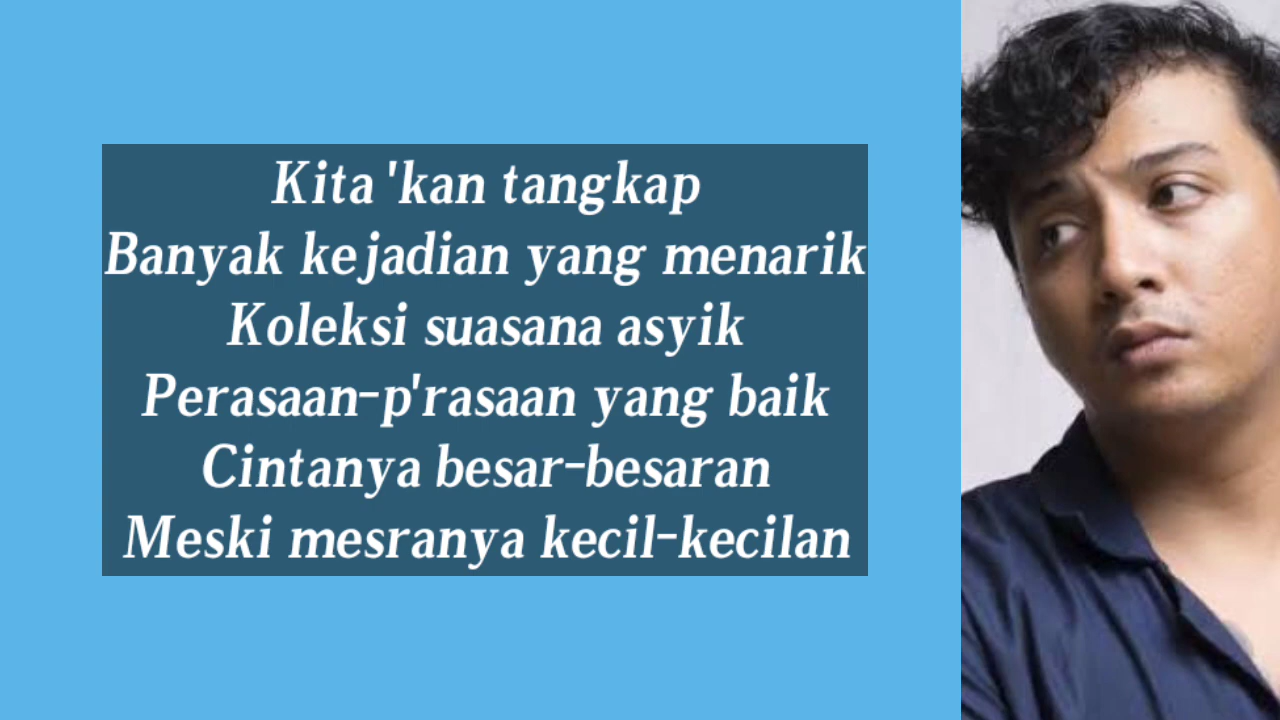 Kita 'kan tangkap
Banyak kejadian yang menarik
Koleksi suasana asyik
Perasaan-p'rasaan yang baik
Cintanya besar-besaran
Meski mesranya kecil-kecilan